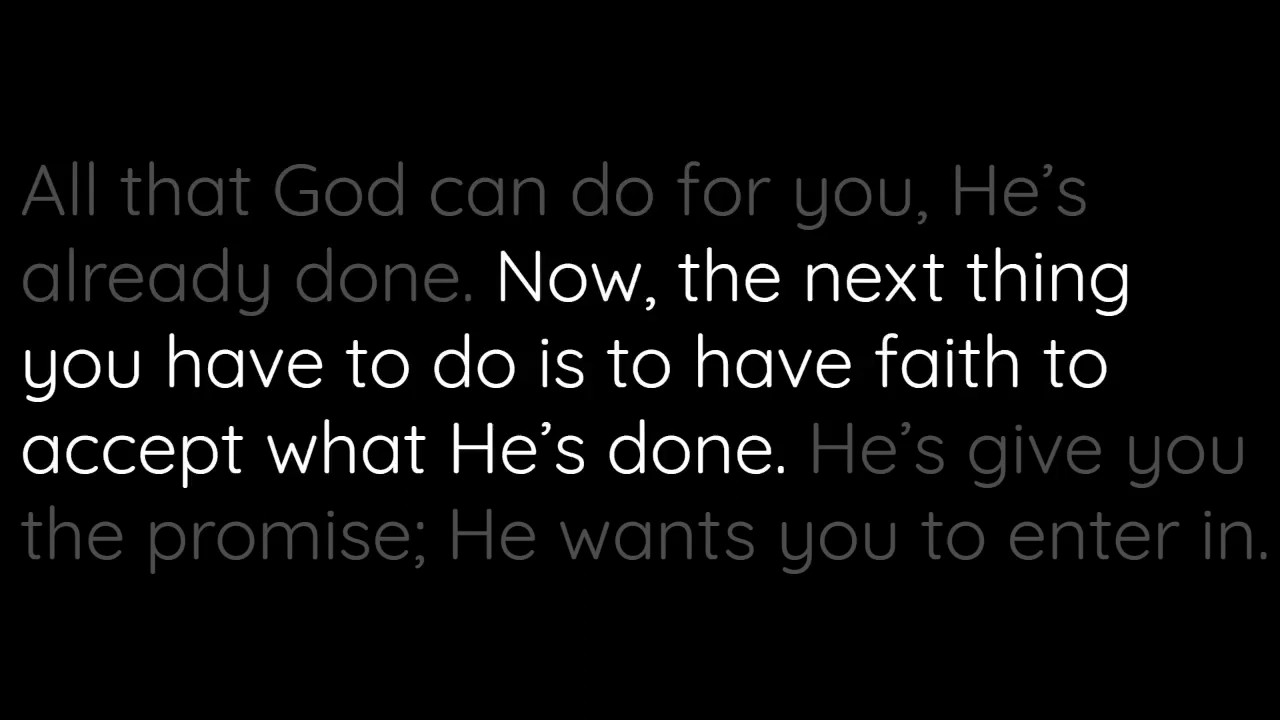 All that God can do for you, He’s
already done. Now, the next thing
you have to do is to have faith to
accept what He’s done. He’s give you
the promise; He wants you to enter in.